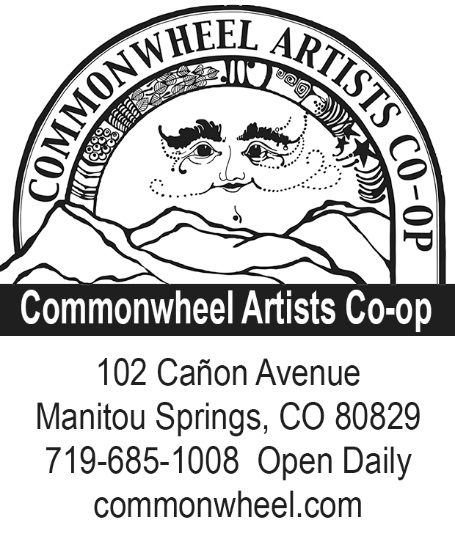 COMMONWHEEL ARTISTS CO-OP
Commonwheel Artists Co-op
102 Cañon Avenue
Manitou Springs, CO 80829
719-685-1008  Open Daily
commonwheel.com